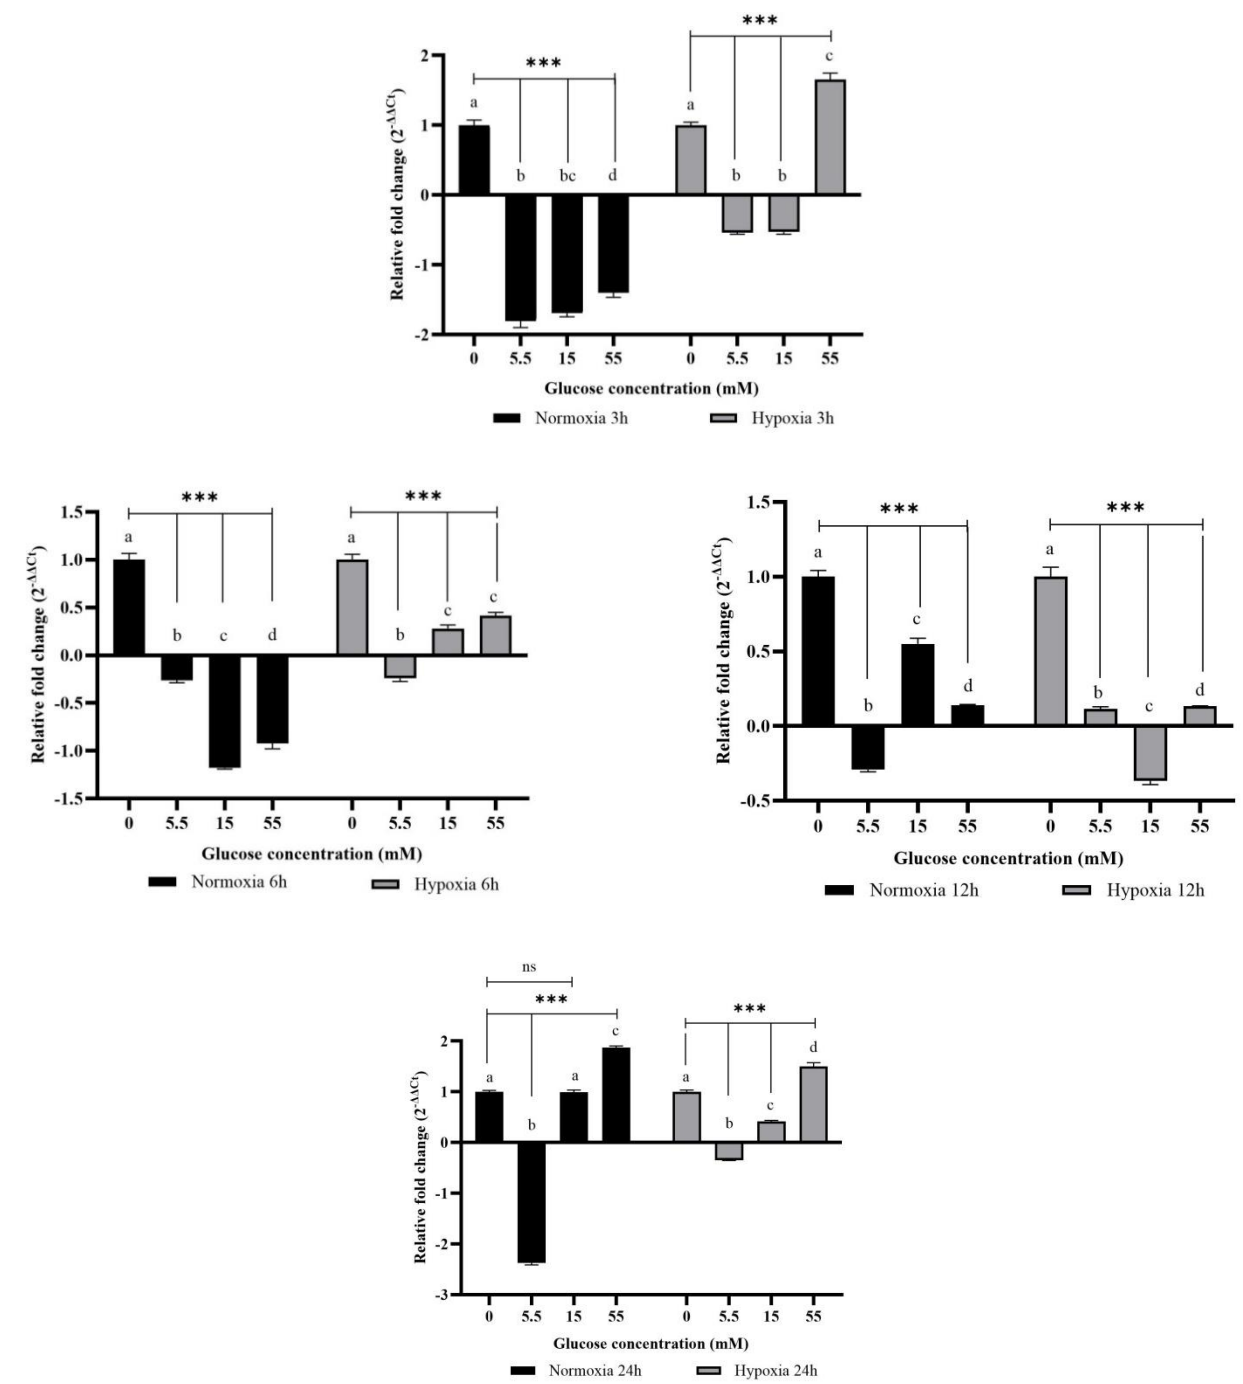 ***
***
Relative fold change (2^-ΔΔCt)
2
1
0
-1
-2
a
b
bc
d
a
b
b
c
0 5.5 15 55 0 5.5 15 55
Glucose concentration (mM)
Normoxia 3h Hypoxia 3h
***
***
Relative fold change (2^-ΔΔCt)
1.5
1.0
0.5
0.0
-0.5
-1.0
-1.5
a
b
c
d
a
b
c
c
0 5.5 15 55 0 5.5 15 55
Glucose concentration (mM)
Normoxia 6h Hypoxia 6h
***
***
Relative fold change (2^-ΔΔCt)
1.5
1.0
0.5
0.0
-0.5
a
b
c
d
a
b
c
d
0 5.5 15 55 0 5.5 15 55
Glucose concentration (mM)
Normoxia 12h Hypoxia 12h
ns
***
***
Relative fold change (2^-ΔΔCt)
2
1
0
-1
-2
-3
a
b
a
c
a
b
c
d
0 5.5 15 55 0 5.5 15 55
Glucose concentration (mM)
Normoxia 24h Hypoxia 24h